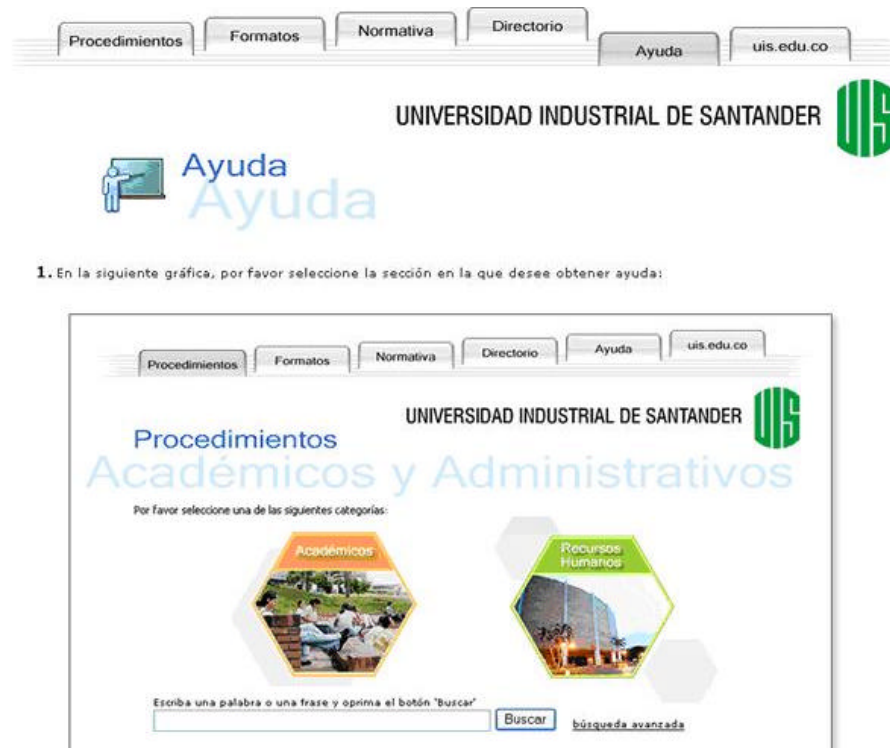 Procedimientos Formatos Normativa Directorio Ayuda uis.edu.co
UNIVERSIDAD INDUSTRIAL DE SANTANDER UIS
Ayuda
Ayuda
1. En la siguiente gráfica, por favor seleccione la sección en la que desee obtener ayuda:
Procedimientos Formatos Normativa Directorio Ayuda uis.edu.co
UNIVERSIDAD INDUSTRIAL DE SANTANDER UIS
Procedimientos
Académicos y Administrativos
Por favor seleccione una de las siguientes categorías:
Académicos
Recursos
Humanos
Escriba una palabra o una frase y oprima el botón 'Buscar'
Buscar búsqueda avanzada